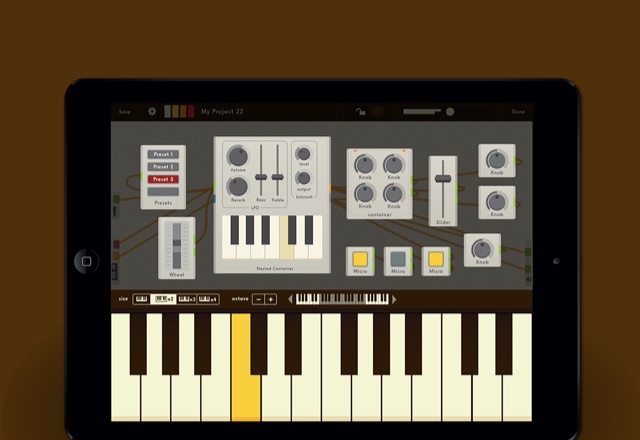 Save
My Project 23
Done
Preset 1
Preset 2
Preset 3
Presets
Wheel
Volume
Reverb
Bass
Treble
LFO
level
output
Nested Container
Knob
Knob
Knob
Knob
container
Slider
Knob
Knob
Knob
Micro
Micro
Micro
size
x2
x3
x4
octave
− +